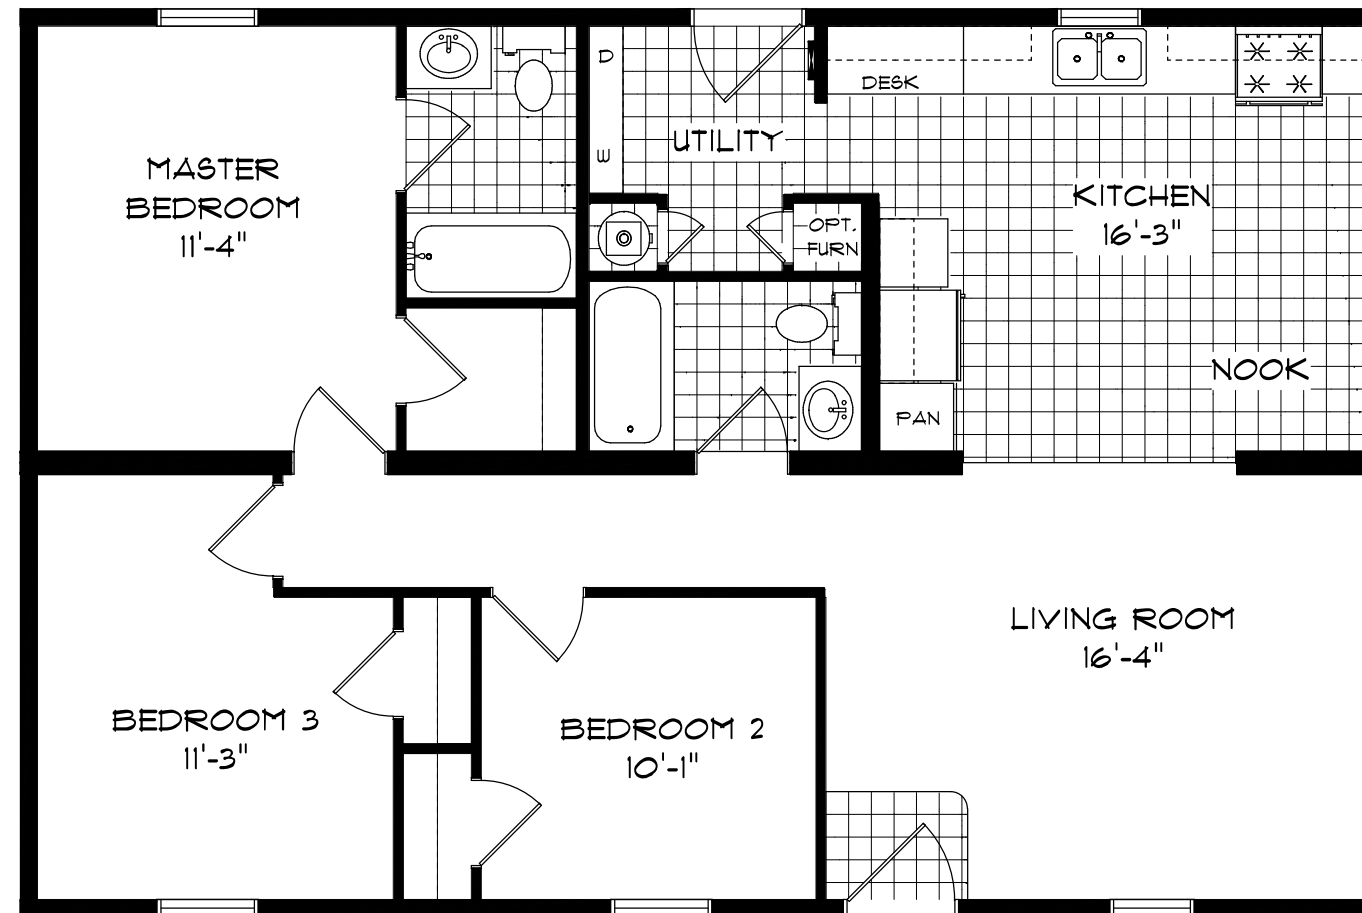 D
DESK
UTILITY
W
MASTER
BEDROOM
11'-4"
KITCHEN
16'-3"
OPT.
FURN
NOOK
PAN
LIVING ROOM
16'-4"
BEDROOM 3
11'-3"
BEDROOM 2
10'-1"